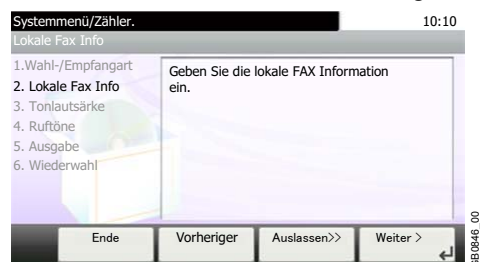 Systemmenü/Zähler.
10:10
Lokale Fax Info
1.Wahl-/Empfangart
2. Lokale Fax Info
3. Tonlautsärke
4. Ruftöne
5. Ausgabe
6. Wiederwahl
Geben Sie die lokale FAX Information
ein.
Ende
Vorheriger
Auslassen>>
Weiter >
GB0846_00